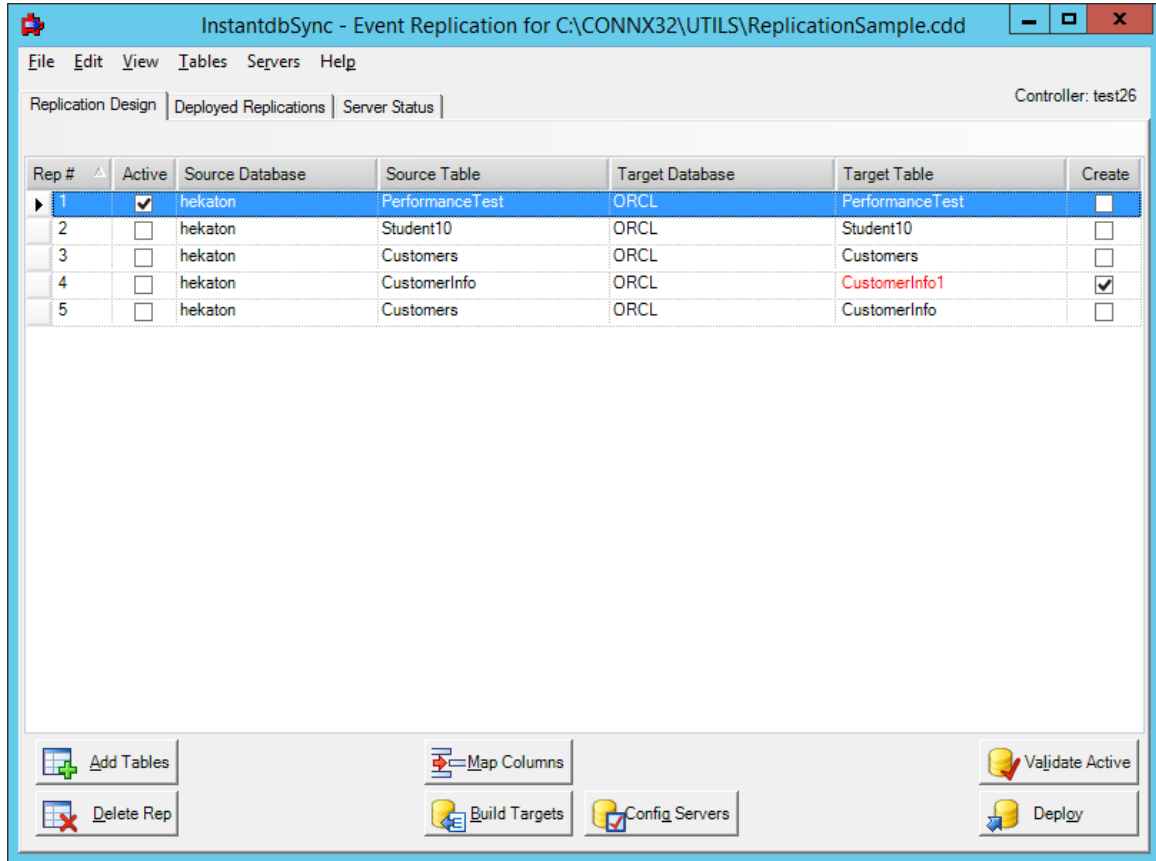 InstantdbSync - Event Replication for C:\CONNX32\UTILS\ReplicationSample.cdd
File Edit View Tables Servers Help
Controller: test26
Replication Design Deployed Replications Server Status
Rep # Active Source Database Source Table Target Database Target Table Create
1 hekaton PerformanceTest ORCL PerformanceTest
2 hekaton Student10 ORCL Student10
3 hekaton Customers ORCL Customers
4 hekaton CustomerInfo ORCL CustomerInfo1
5 hekaton Customers ORCL CustomerInfo
Add Tables Map Columns Validate Active
Delete Rep Build Targets Config Servers Deploy